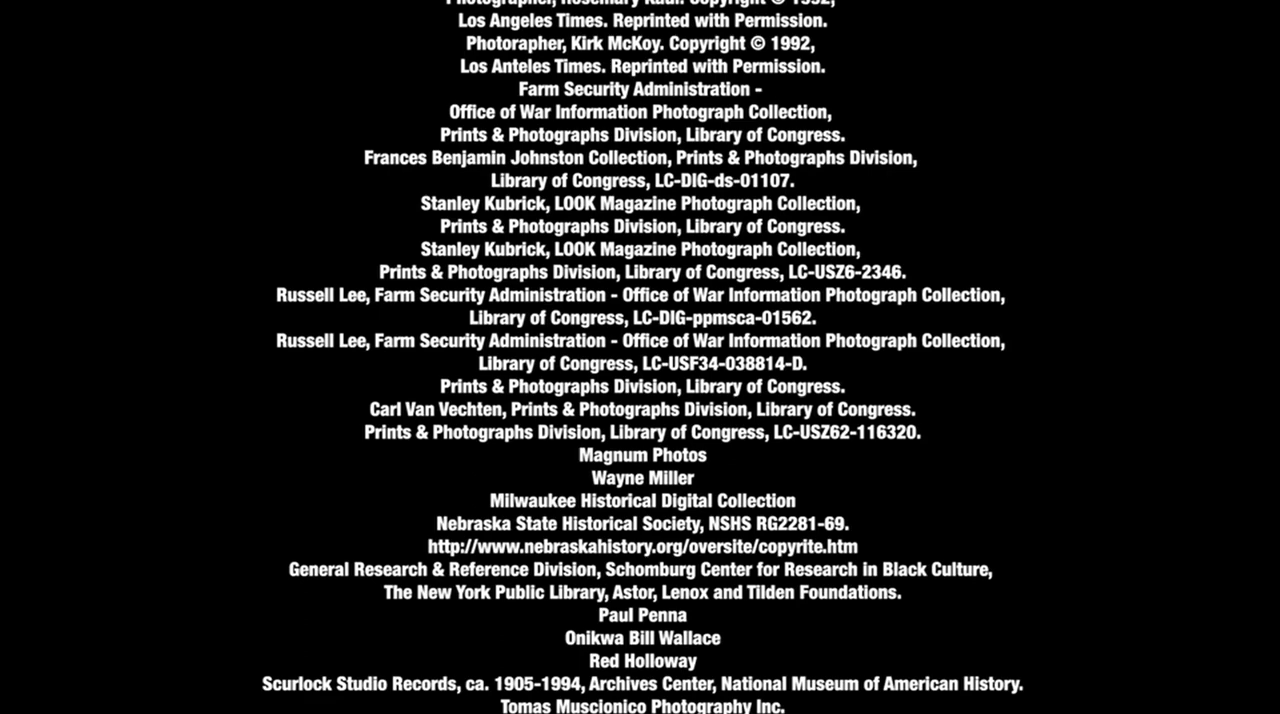 Photographer, Rosemary Kaul. Copyright © 1992,
Los Angeles Times. Reprinted with Permission.
Photorapher, Kirk McKoy. Copyright © 1992,
Los Anteles Times. Reprinted with Permission.
Farm Security Administration -
Office of War Information Photograph Collection,
Prints & Photographs Division, Library of Congress.
Frances Benjamin Johnston Collection, Prints & Photographs Division,
Library of Congress, LC-DIG-ds-01107.
Stanley Kubrick, LOOK Magazine Photograph Collection,
Prints & Photographs Division, Library of Congress.
Stanley Kubrick, LOOK Magazine Photograph Collection,
Prints & Photographs Division, Library of Congress, LC-USZ6-2346.
Russell Lee, Farm Security Administration - Office of War Information Photograph Collection,
Library of Congress, LC-DIG-ppmsca-01562.
Russell Lee, Farm Security Administration - Office of War Information Photograph Collection,
Library of Congress, LC-USF34-038814-D.
Prints & Photographs Division, Library of Congress.
Carl Van Vechten, Prints & Photographs Division, Library of Congress.
Prints & Photographs Division, Library of Congress, LC-USZ62-116320.
Magnum Photos
Wayne Miller
Milwaukee Historical Digital Collection
Nebraska State Historical Society, NSHS RG2281-69.
http://www.nebraskahistory.org/oversite/copyrite.htm
General Research & Reference Division, Schomburg Center for Research in Black Culture,
The New York Public Library, Astor, Lenox and Tilden Foundations.
Paul Penna
Onikwa Bill Wallace
Red Holloway
Scurlock Studio Records, ca. 1905-1994, Archives Center, National Museum of American History.
Tomas Muscionico Photography Inc.